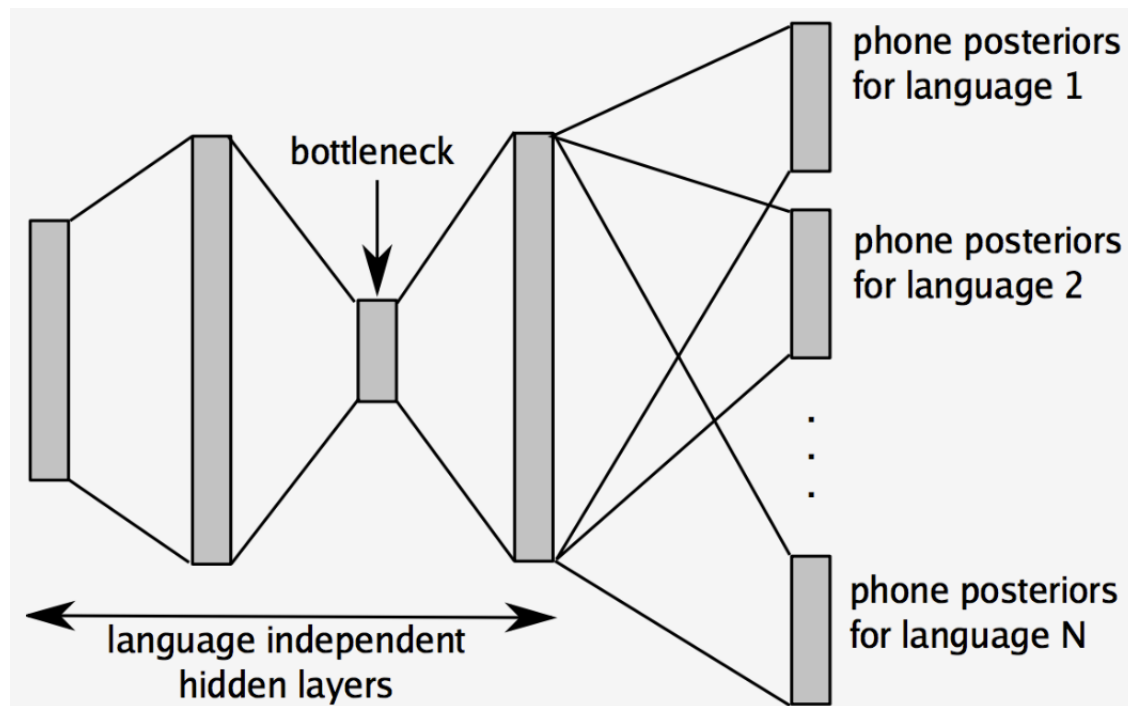 phone posteriors
for language 1
bottleneck
phone posteriors
for language 2
.
.
.
phone posteriors
for language N
language independent
hidden layers